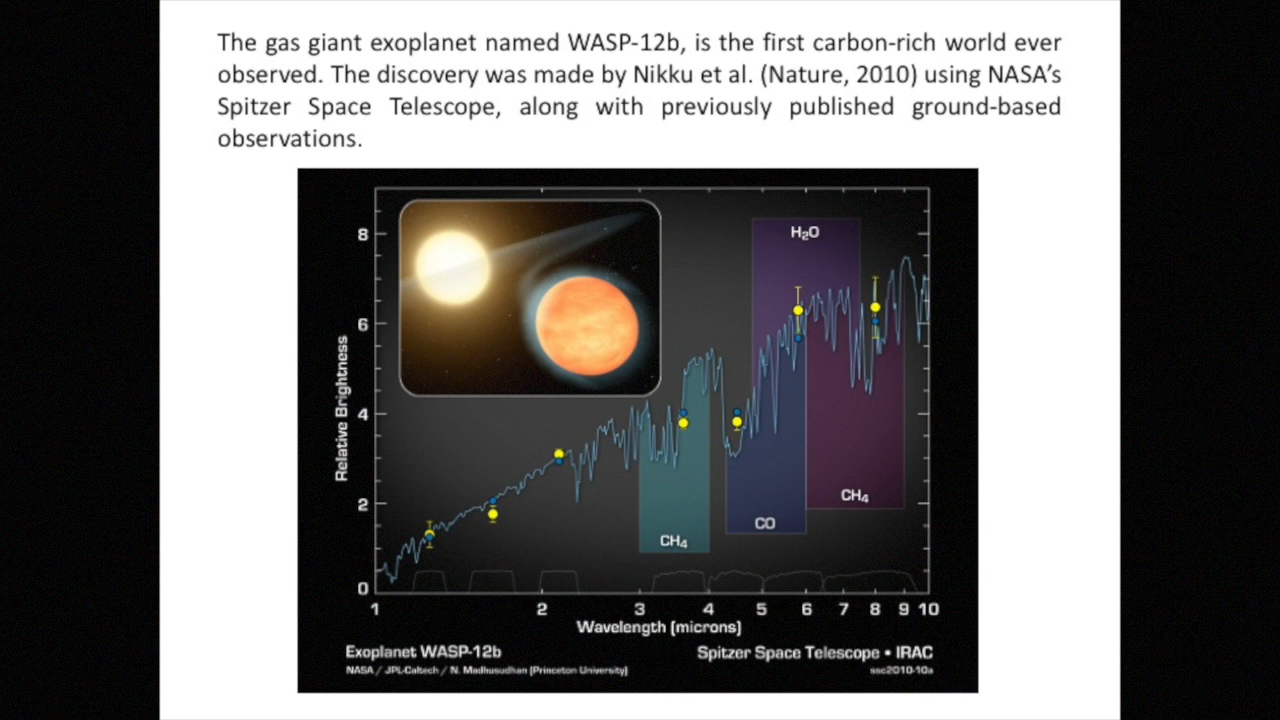 The gas giant exoplanet named WASP-12b, is the first carbon-rich world ever
observed. The discovery was made by Nikku et al. (Nature, 2010) using NASA's
Spitzer Space Telescope, along with previously published ground-based
observations.
8
H₂O
6
Relative Brightness
4
2
CH₄
CO
CH₄
0
1 2 3 4 5 6 7 8 9 10
Wavelength (microns)
Exoplanet WASP-12b
Spitzer Space Telescope • IRAC
NASA / JPL-Caltech / N. Madhusudhan (Princeton University)
ssc2010-10a